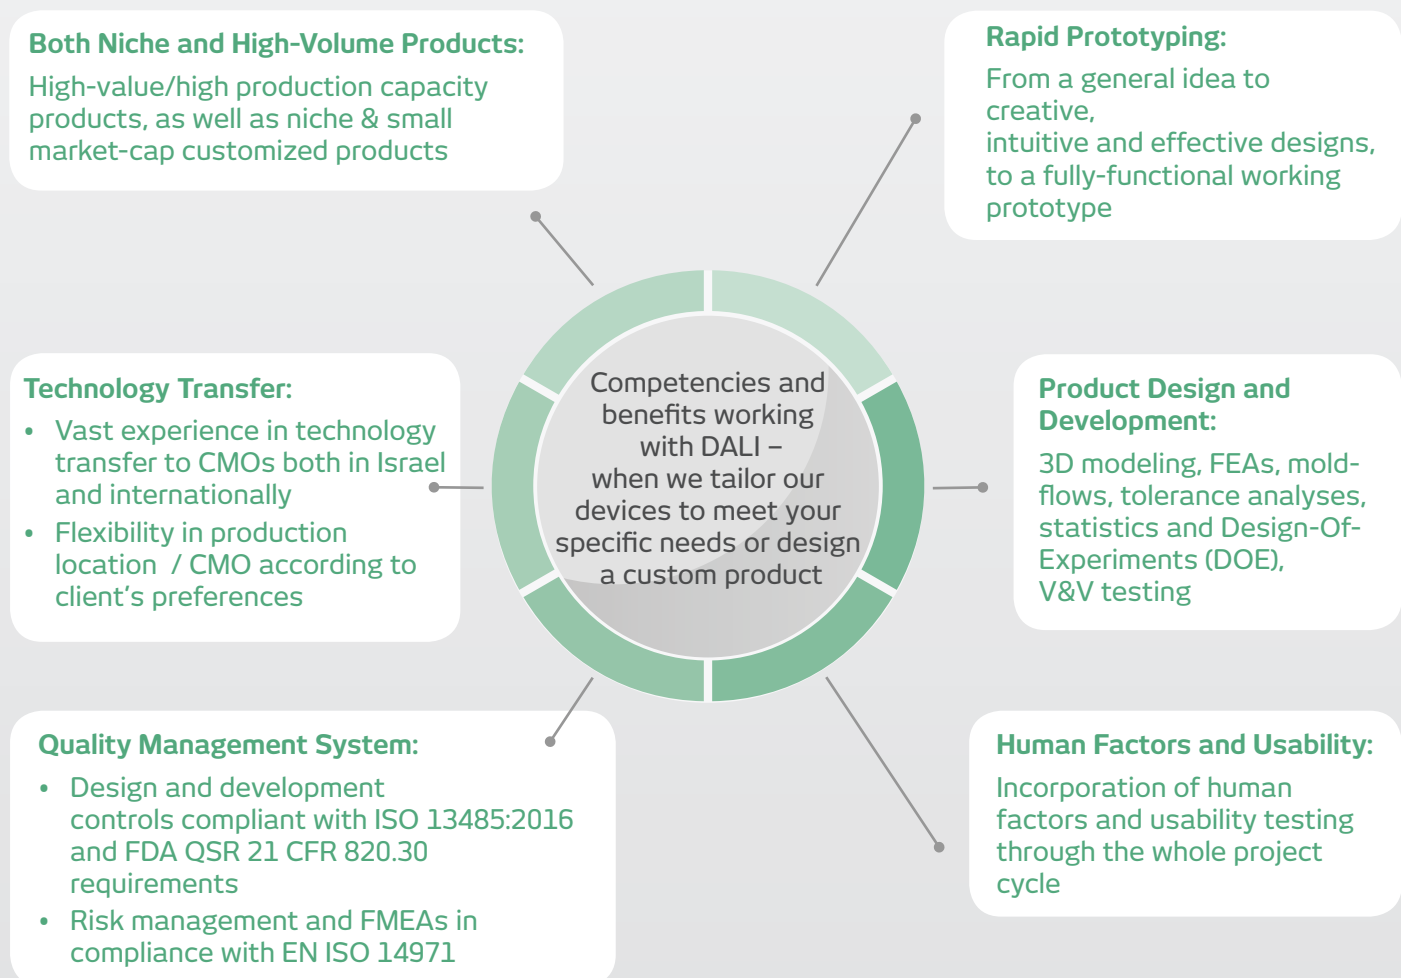 Both Niche and High-Volume Products:
High-value/high production capacity
products, as well as niche & small
market-cap customized products
Rapid Prototyping:
From a general idea to
creative,
intuitive and effective designs,
to a fully-functional working
prototype
Technology Transfer:
• Vast experience in technology
transfer to CMOs both in Israel
and internationally
• Flexibility in production
location / CMO according to
client's preferences
Competencies and
benefits working
with DALI –
when we tailor our
devices to meet your
specific needs or design
a custom product
Product Design and
Development:
3D modeling, FEAs, mold-
flows, tolerance analyses,
statistics and Design-Of-
Experiments (DOE),
V&V testing
Quality Management System:
• Design and development
controls compliant with ISO 13485:2016
and FDA QSR 21 CFR 820.30
requirements
• Risk management and FMEAs in
compliance with EN ISO 14971
Human Factors and Usability:
Incorporation of human
factors and usability testing
through the whole project
cycle